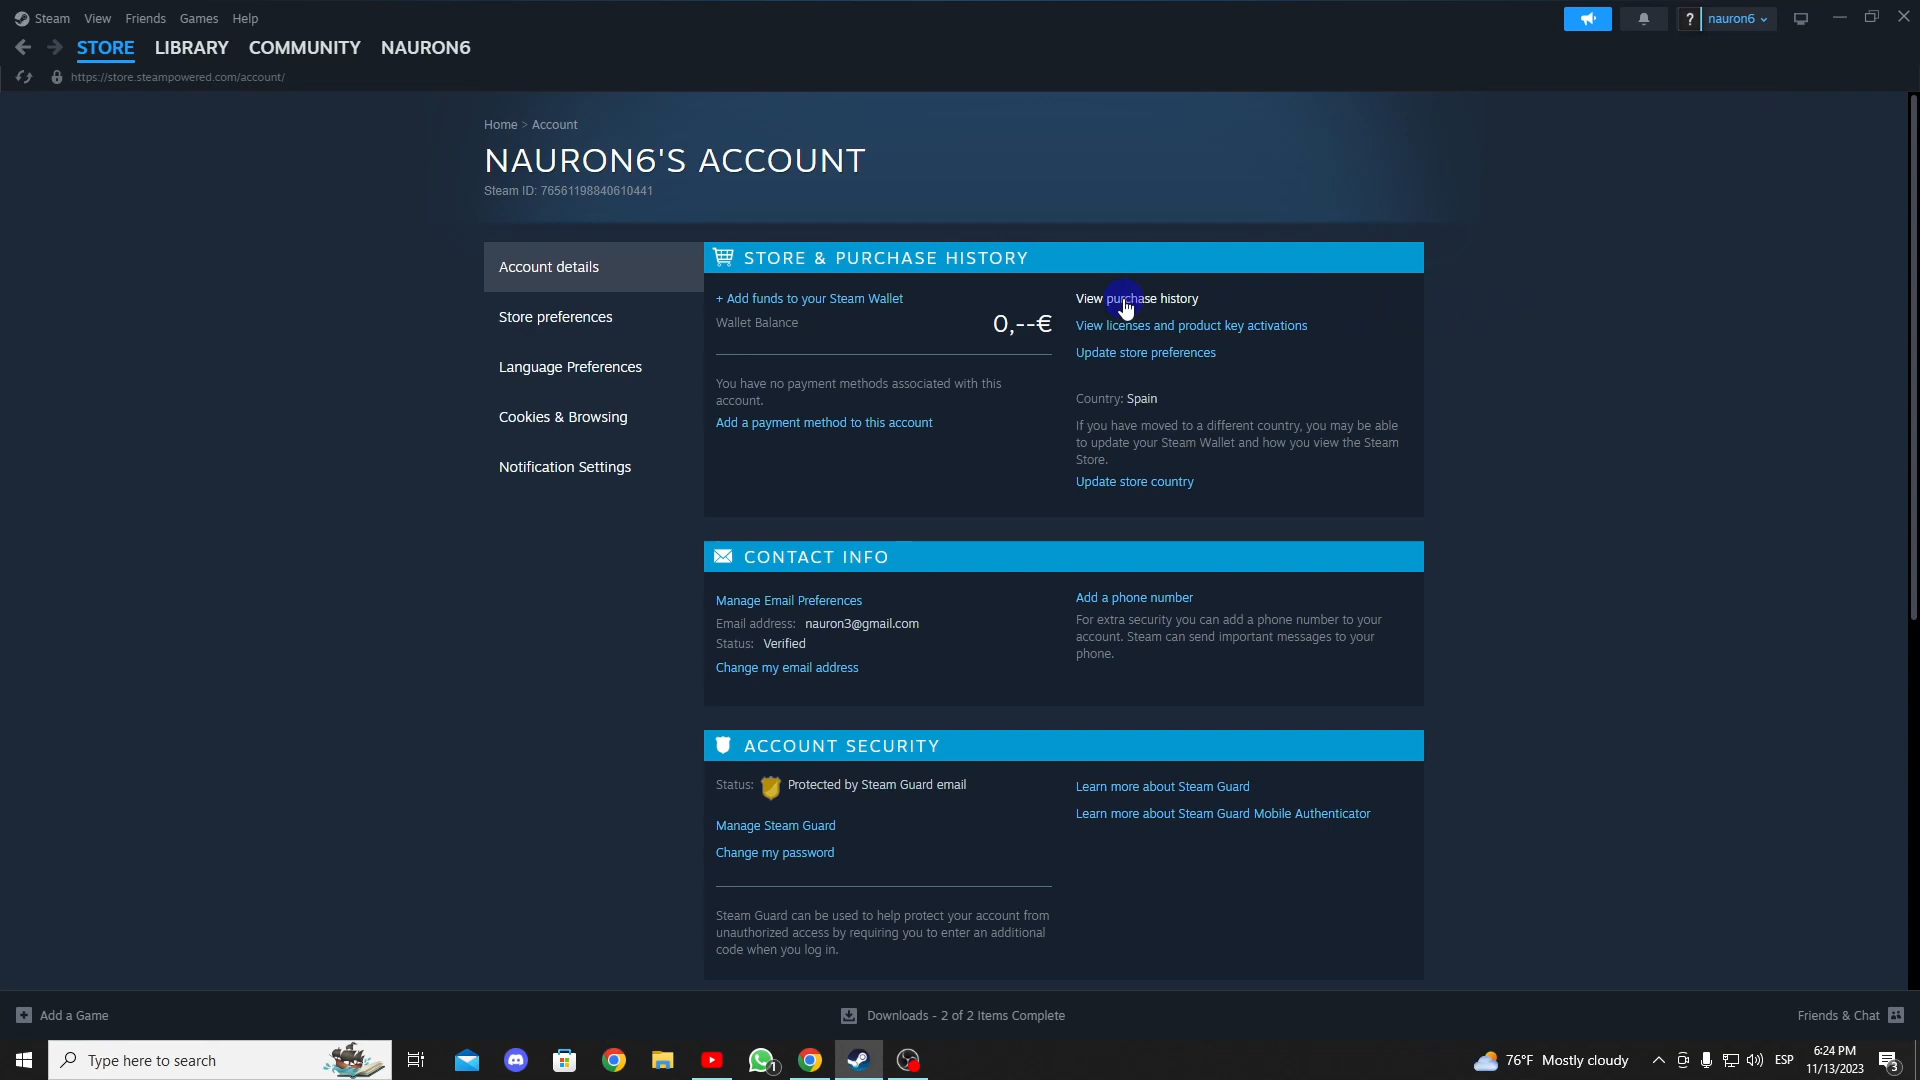 Steam View Friends Games Help
? nauron6
STORE LIBRARY COMMUNITY NAURON6
https://store.steampowered.com/account/
Home > Account
NAURON6'S ACCOUNT
Steam ID: 76561198840610441
Account details
Store preferences
Language Preferences
Cookies & Browsing
Notification Settings
STORE & PURCHASE HISTORY
+ Add funds to your Steam Wallet
Wallet Balance 0,--€
You have no payment methods associated with this
account.
Add a payment method to this account
View purchase history
View licenses and product key activations
Update store preferences
Country: Spain
If you have moved to a different country, you may be able
to update your Steam Wallet and how you view the Steam
Store.
Update store country
CONTACT INFO
Manage Email Preferences
Email address: nauron3@gmail.com
Status: Verified
Change my email address
Add a phone number
For extra security you can add a phone number to your
account. Steam can send important messages to your
phone.
ACCOUNT SECURITY
Status: Protected by Steam Guard email
Manage Steam Guard
Change my password
Steam Guard can be used to help protect your account from
unauthorized access by requiring you to enter an additional
code when you log in.
Learn more about Steam Guard
Learn more about Steam Guard Mobile Authenticator
Add a Game
Downloads - 2 of 2 Items Complete
Friends & Chat
Type here to search
1
76°F Mostly cloudy
ESP
6:24 PM
11/13/2023
3